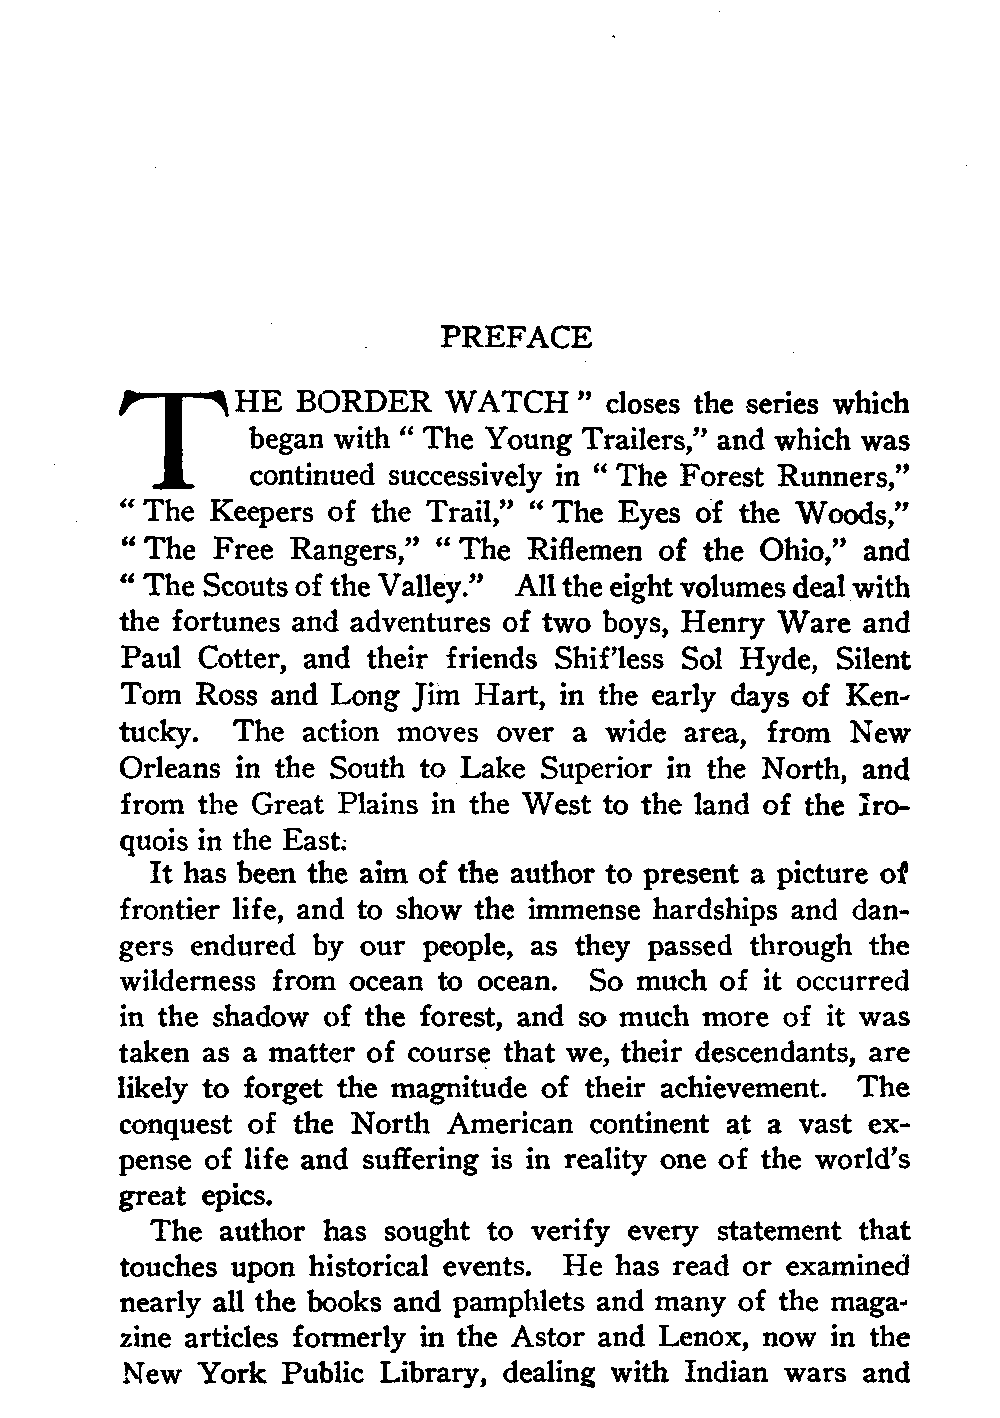 PREFACE
THE BORDER WATCH" closes the series which
began with "The Young Trailers," and which was
continued successively in "The Forest Runners,"
"The Keepers of the Trail," "The Eyes of the Woods,"
"The Free Rangers," "The Riflemen of the Ohio," and
"The Scouts of the Valley." All the eight volumes deal with
the fortunes and adventures of two boys, Henry Ware and
Paul Cotter, and their friends Shif'less Sol Hyde, Silent
Tom Ross and Long Jim Hart, in the early days of Ken-
tucky. The action moves over a wide area, from New
Orleans in the South to Lake Superior in the North, and
from the Great Plains in the West to the land of the Iro-
quois in the East.
It has been the aim of the author to present a picture of
frontier life, and to show the immense hardships and dan-
gers endured by our people, as they passed through the
wilderness from ocean to ocean. So much of it occurred
in the shadow of the forest, and so much more of it was
taken as a matter of course that we, their descendants, are
likely to forget the magnitude of their achievement. The
conquest of the North American continent at a vast ex-
pense of life and suffering is in reality one of the world's
great epics.
The author has sought to verify every statement that
touches upon historical events. He has read or examined
nearly all the books and pamphlets and many of the maga-
zine articles formerly in the Astor and Lenox, now in the
New York Public Library, dealing with Indian wars and